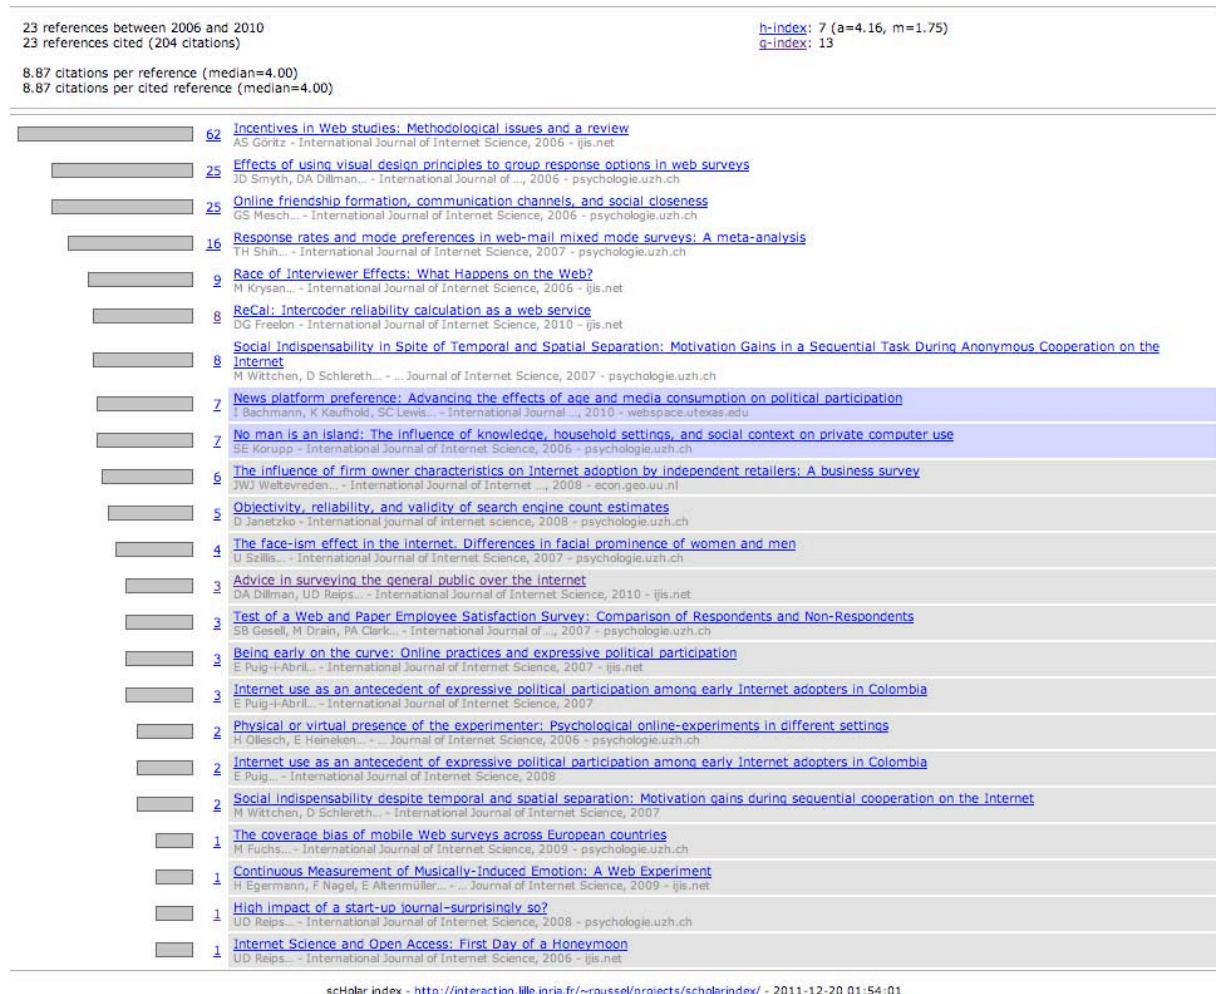 23 references between 2006 and 2010
23 references cited (204 citations)
8.87 citations per reference (median=4.00)
8.87 citations per cited reference (median=4.00)
h-index: 7 (a=4.16, m=1.75)
g-index: 13
62 Incentives in Web studies: Methodological issues and a review
AS Göritz - International Journal of Internet Science, 2006 - ijis.net
25 Effects of using visual design principles to group response options in web surveys
JD Smyth, DA Dillman... - International Journal of ..., 2006 - psychologie.uzh.ch
25 Online friendship formation, communication channels, and social closeness
GS Mesch... - International Journal of Internet Science, 2006 - psychologie.uzh.ch
16 Response rates and mode preferences in web-mail mixed mode surveys: A meta-analysis
TH Shih... - International Journal of Internet Science, 2007 - psychologie.uzh.ch
9 Race of Interviewer Effects: What Happens on the Web?
M Krysan... - International Journal of Internet Science, 2006 - ijis.net
8 ReCal: Intercoder reliability calculation as a web service
DG Freelon - International Journal of Internet Science, 2010 - ijis.net
8 Social Indispensability in Spite of Temporal and Spatial Separation: Motivation Gains in a Sequential Task During Anonymous Cooperation on the
Internet
M Wittchen, D Schlereth... - ... Journal of Internet Science, 2007 - psychologie.uzh.ch
7 News platform preference: Advancing the effects of age and media consumption on political participation
I Bachmann, K Kaufhold, SC Lewis... - International Journal ..., 2010 - webspace.utexas.edu
7 No man is an island: The influence of knowledge, household settings, and social context on private computer use
SE Korupp - International Journal of Internet Science, 2006 - psychologie.uzh.ch
6 The influence of firm owner characteristics on Internet adoption by independent retailers: A business survey
JWJ Weltevreden... - International Journal of Internet ..., 2008 - econ.geo.uu.nl
5 Objectivity, reliability, and validity of search engine count estimates
D Janetzko - International journal of internet science, 2008 - psychologie.uzh.ch
4 The face-ism effect in the internet. Differences in facial prominence of women and men
U Szillis... - International Journal of Internet Science, 2007 - psychologie.uzh.ch
3 Advice in surveying the general public over the internet
DA Dillman, UD Reips... - International Journal of Internet Science, 2010 - ijis.net
3 Test of a Web and Paper Employee Satisfaction Survey: Comparison of Respondents and Non-Respondents
SB Gesell, M Drain, PA Clark... - International Journal of ..., 2007 - psychologie.uzh.ch
3 Being early on the curve: Online practices and expressive political participation
E Puig-i-Abril... - International Journal of Internet Science, 2007 - ijis.net
3 Internet use as an antecedent of expressive political participation among early Internet adopters in Colombia
E Puig-i-Abril... - International Journal of Internet Science, 2007
2 Physical or virtual presence of the experimenter: Psychological online-experiments in different settings
H Ollesch, E Heineken... - ... Journal of Internet Science, 2006 - psychologie.uzh.ch
2 Internet use as an antecedent of expressive political participation among early Internet adopters in Colombia
E Puig... - International Journal of Internet Science, 2008
2 Social indispensability despite temporal and spatial separation: Motivation gains during sequential cooperation on the Internet
M Wittchen, D Schlereth... - International Journal of Internet Science, 2007
1 The coverage bias of mobile Web surveys across European countries
M Fuchs... - International Journal of Internet Science, 2009 - psychologie.uzh.ch
1 Continuous Measurement of Musically-Induced Emotion: A Web Experiment
H Egermann, F Nagel, E Altenmüller... - ... Journal of Internet Science, 2009 - ijis.net
1 High impact of a start-up journal–surprisingly so?
UD Reips... - International Journal of Internet Science, 2008 - psychologie.uzh.ch
1 Internet Science and Open Access: First Day of a Honeymoon
UD Reips... - International Journal of Internet Science, 2006 - ijis.net
scHolar index - http://interaction.lille.inria.fr/~roussel/projects/scholarindex/ - 2011-12-20 01:54:01